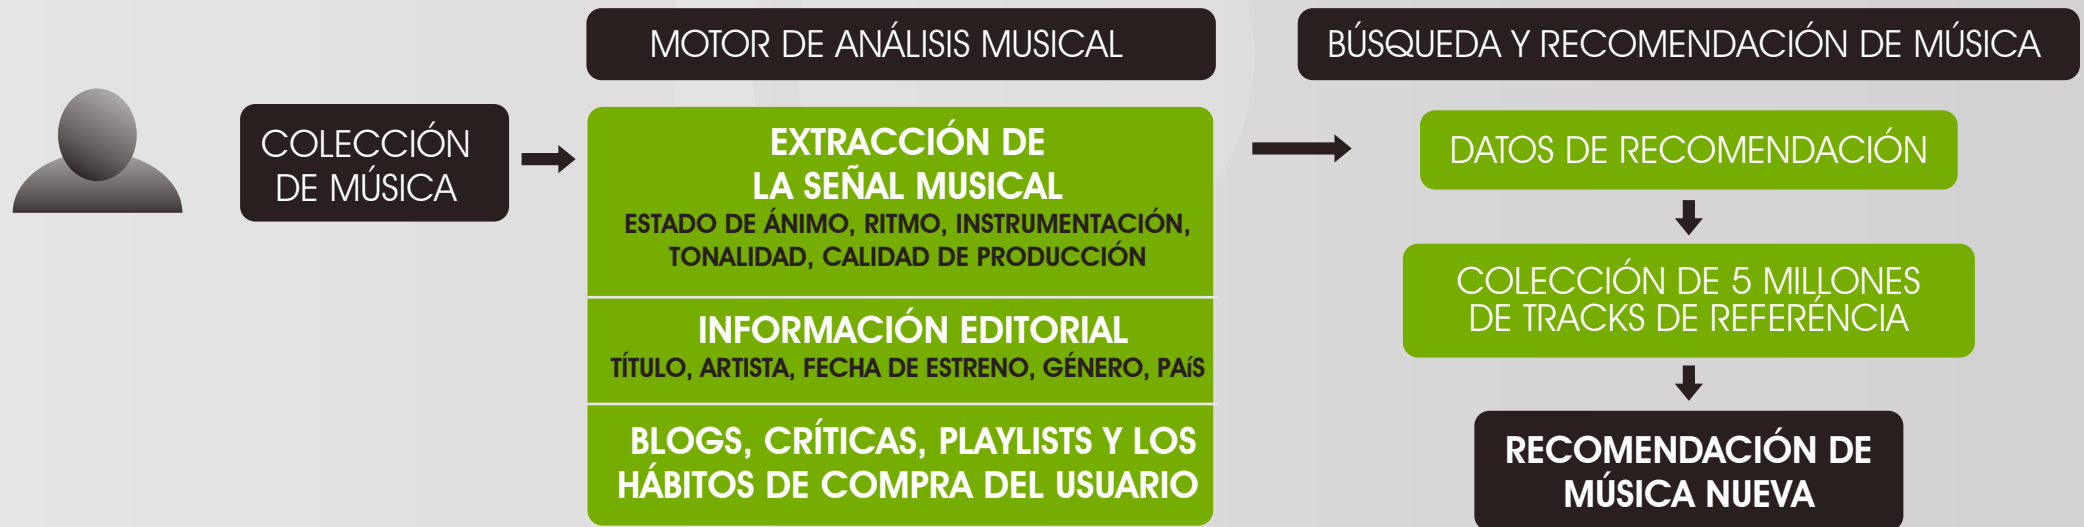 COLECCIÓN
DE MÚSICA
MOTOR DE ANÁLISIS MUSICAL
EXTRACCIÓN DE
LA SEÑAL MUSICAL
ESTADO DE ÁNIMO, RITMO, INSTRUMENTACIÓN,
TONALIDAD, CALIDAD DE PRODUCCIÓN
INFORMACIÓN EDITORIAL
TÍTULO, ARTISTA, FECHA DE ESTRENO, GÉNERO, PAíS
BLOGS, CRÍTICAS, PLAYLISTS Y LOS
HÁBITOS DE COMPRA DEL USUARIO
BÚSQUEDA Y RECOMENDACIÓN DE MÚSICA
DATOS DE RECOMENDACIÓN
COLECCIÓN DE 5 MILLONES
DE TRACKS DE REFERÉNCIA
RECOMENDACIÓN DE
MÚSICA NUEVA